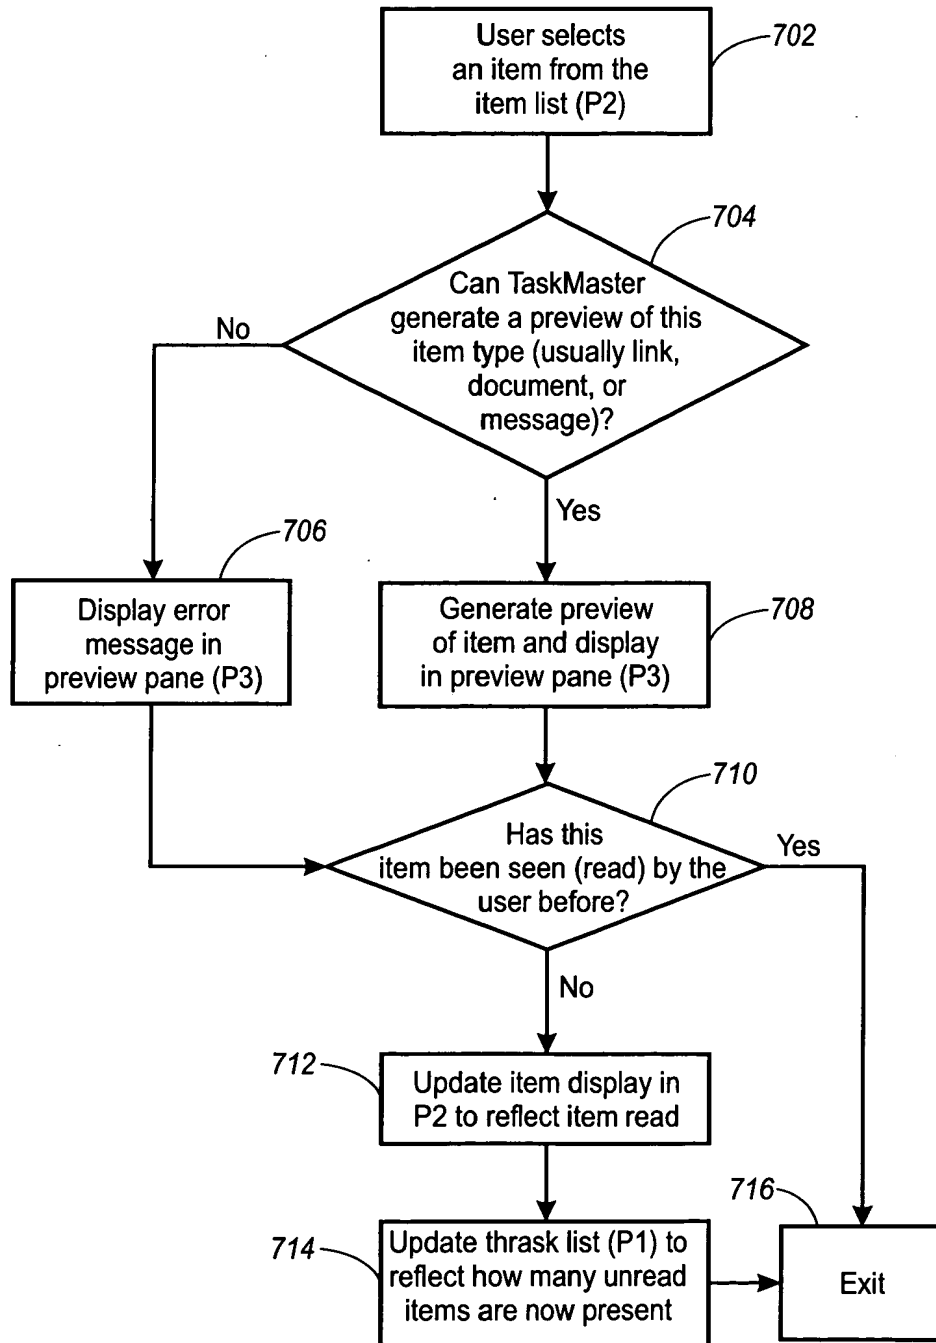 User selects
an item from the
item list (P2)
702
704
Can TaskMaster
generate a preview of this
item type (usually link,
document, or
message)?
No
Yes
706
Display error
message in
preview pane (P3)
708
Generate preview
of item and display
in preview pane (P3)
710
Has this
item been seen (read) by the
user before?
Yes
No
712
Update item display in
P2 to reflect item read
714
Update thrask list (P1) to
reflect how many unread
items are now present
716
Exit